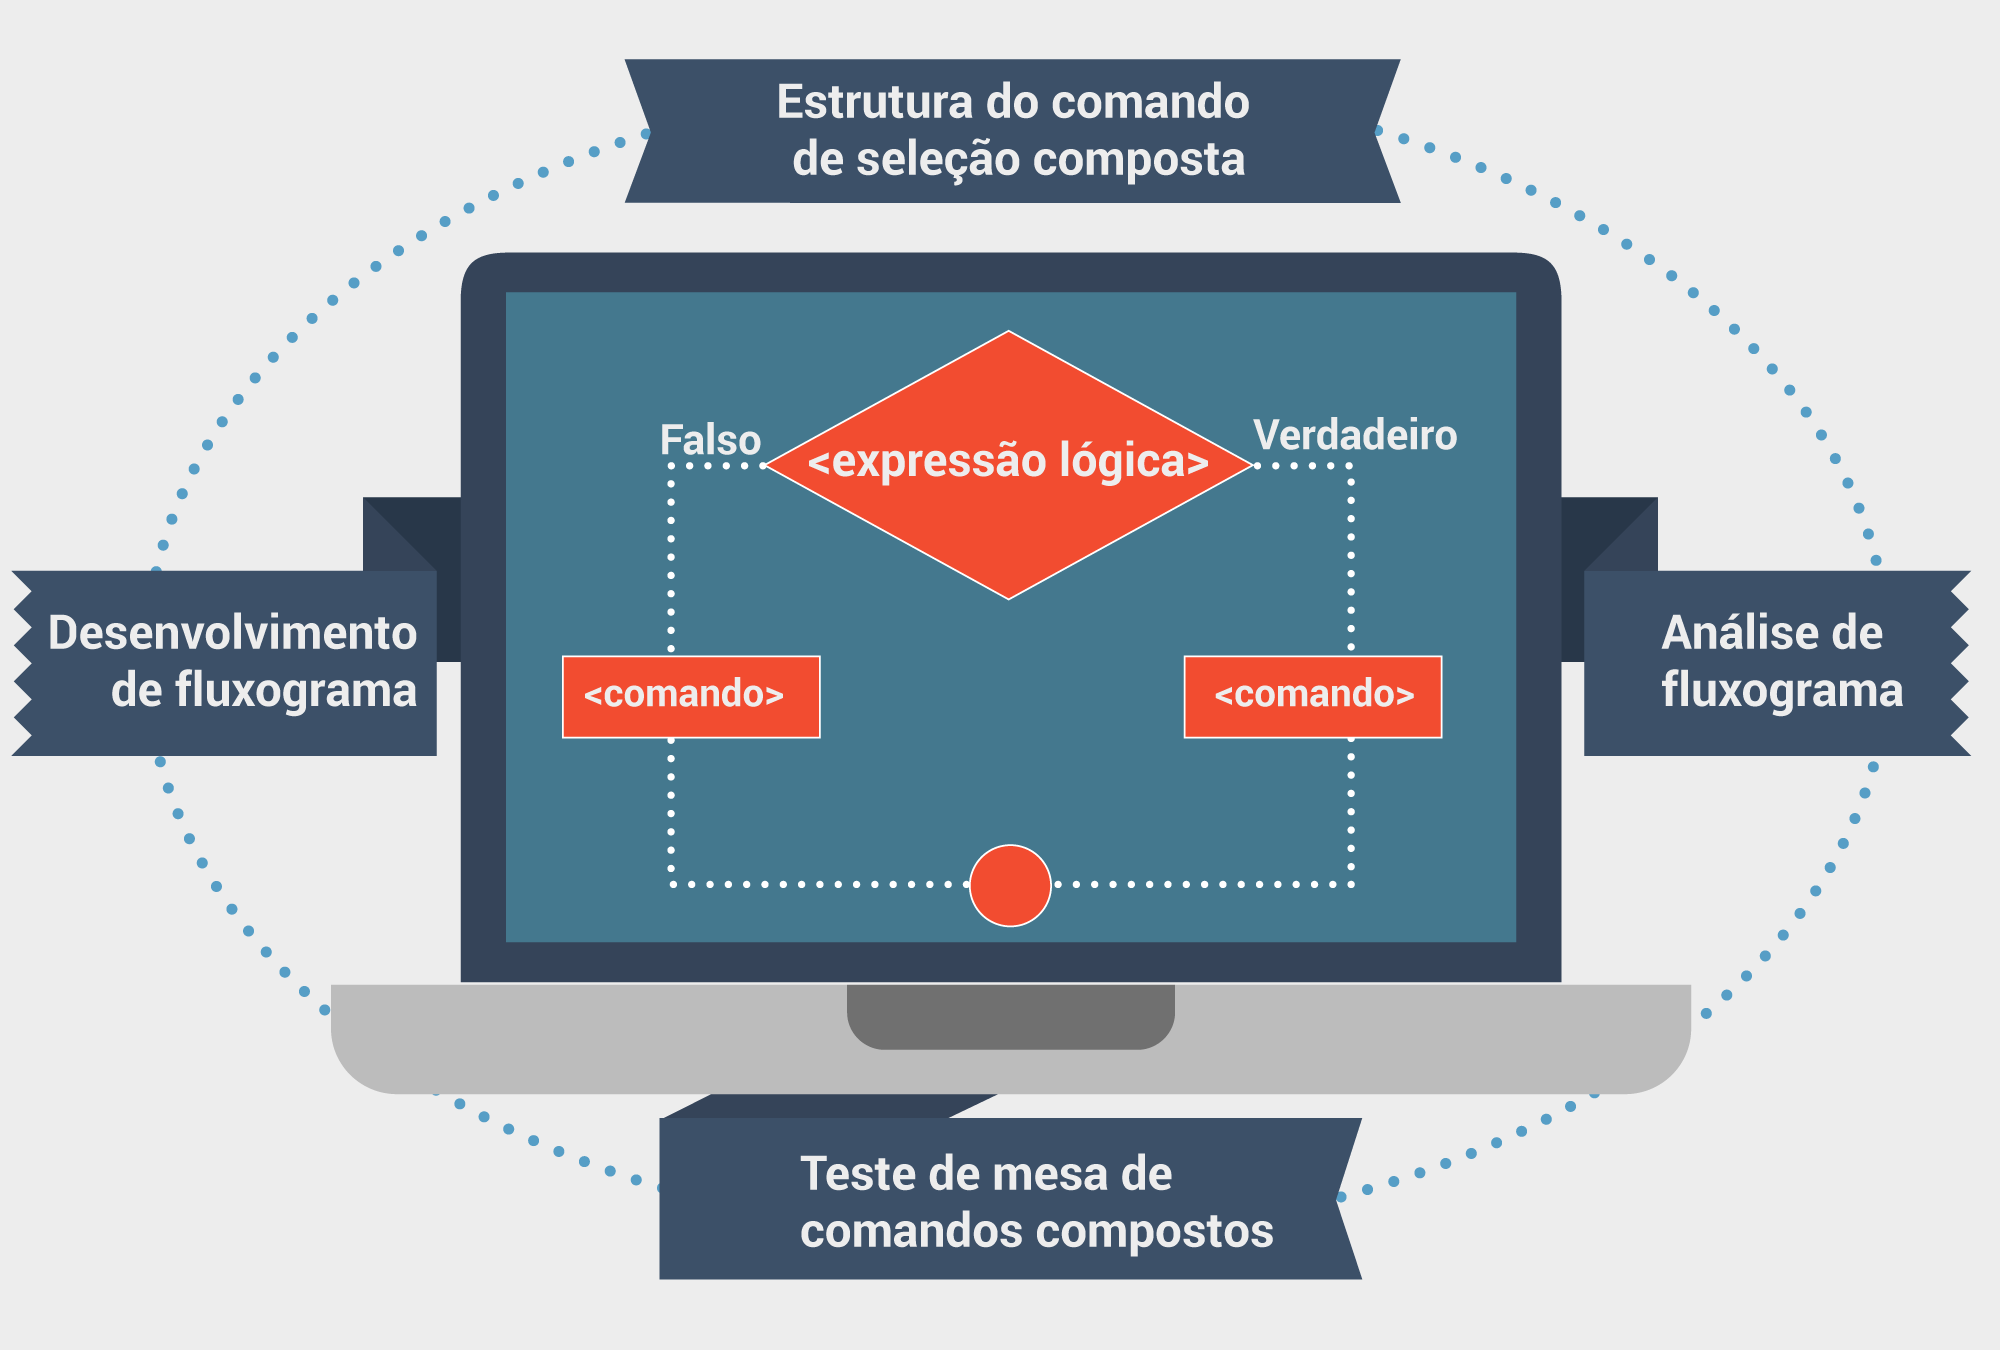 Estrutura do comando
de seleção composta
Falso
<expressão lógica>
Verdadeiro
Desenvolvimento
de fluxograma
<comando>
<comando>
Análise de
fluxograma
Teste de mesa de
comandos compostos